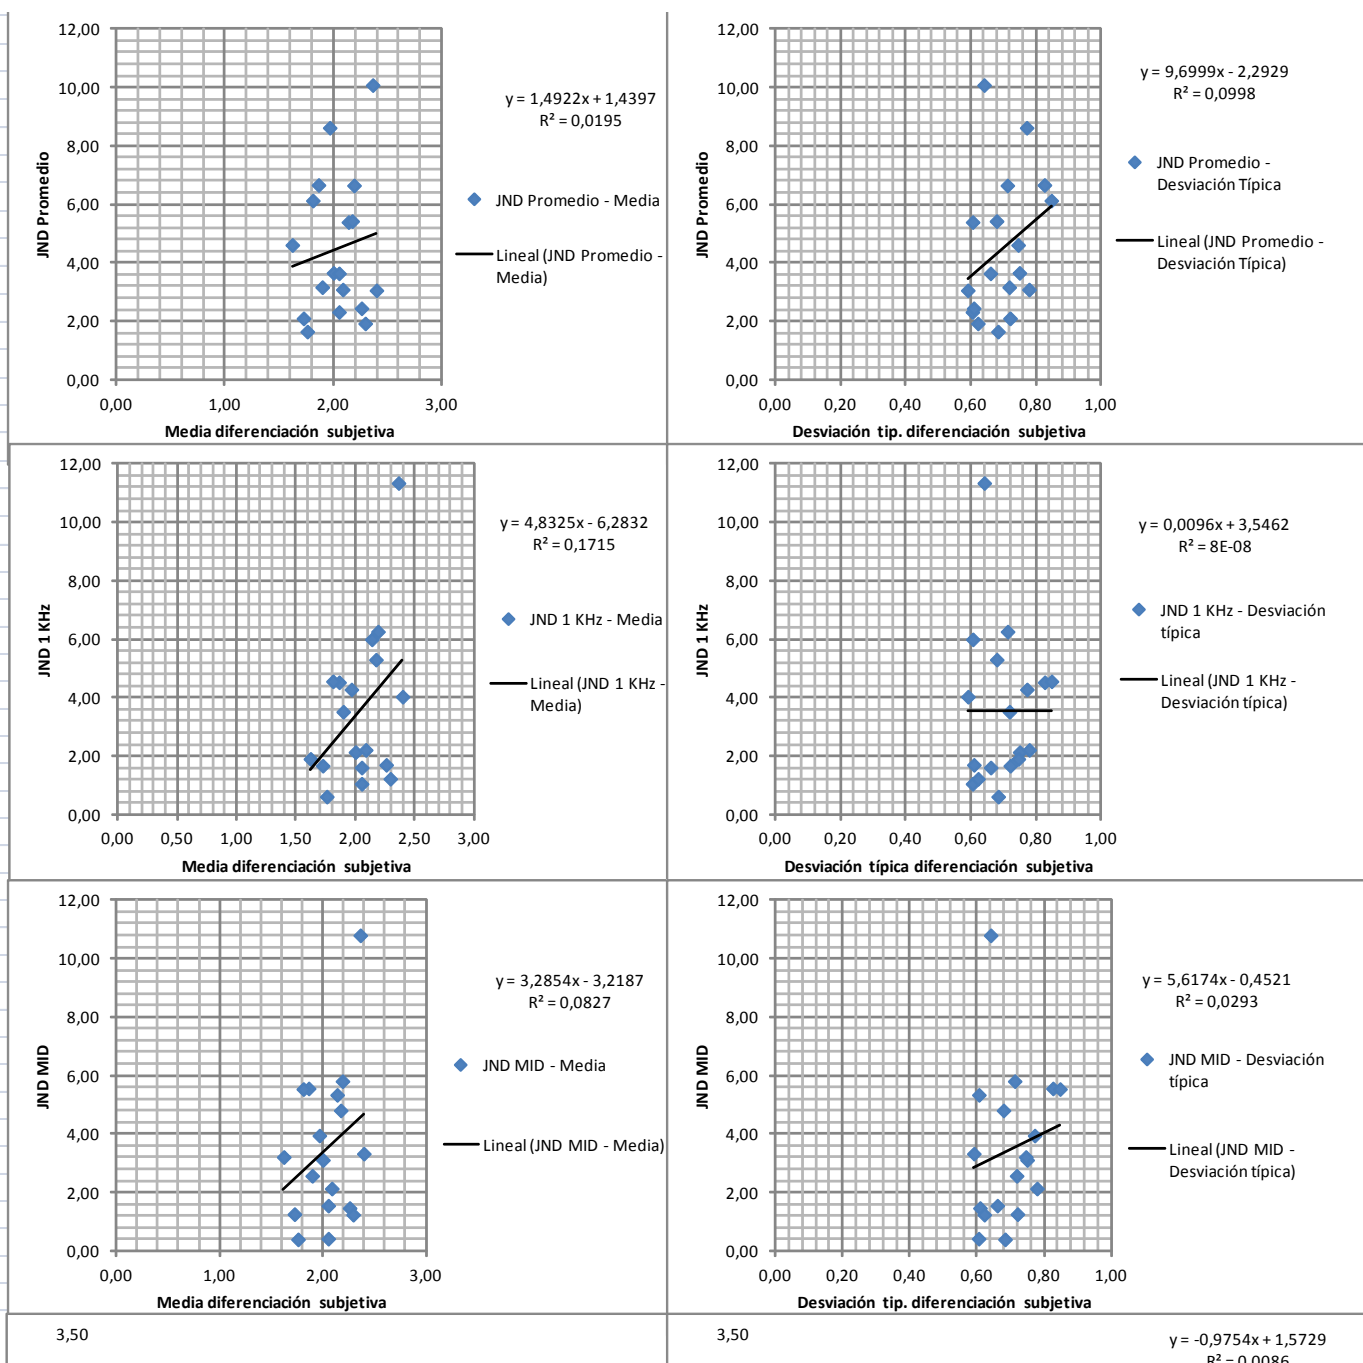 12,00
10,00
8,00
6,00
4,00
2,00
0,00
0,00 1,00 2,00 3,00
JND Promedio
Media diferenciación subjetiva
y = 1,4922x + 1,4397
R² = 0,0195
JND Promedio - Media
Lineal (JND Promedio -
Media)
12,00
10,00
8,00
6,00
4,00
2,00
0,00
0,00 0,20 0,40 0,60 0,80 1,00
JND Promedio
Desviación tip. diferenciación subjetiva
y = 9,6999x - 2,2929
R² = 0,0998
JND Promedio -
Desviación Típica
Lineal (JND Promedio -
Desviación Típica)
12,00
10,00
8,00
6,00
4,00
2,00
0,00
0,00 0,50 1,00 1,50 2,00 2,50 3,00
JND 1 KHz
Media diferenciación subjetiva
y = 4,8325x - 6,2832
R² = 0,1715
JND 1 KHz - Media
Lineal (JND 1 KHz -
Media)
12,00
10,00
8,00
6,00
4,00
2,00
0,00
0,00 0,20 0,40 0,60 0,80 1,00
JND 1 KHz
Desviación típica diferenciación subjetiva
y = 0,0096x + 3,5462
R² = 8E-08
JND 1 KHz - Desviación
típica
Lineal (JND 1 KHz -
Desviación típica)
12,00
10,00
8,00
6,00
4,00
2,00
0,00
0,00 1,00 2,00 3,00
JND MID
Media diferenciación subjetiva
y = 3,2854x - 3,2187
R² = 0,0827
JND MID - Media
Lineal (JND MID - Media)
12,00
10,00
8,00
6,00
4,00
2,00
0,00
0,00 0,20 0,40 0,60 0,80 1,00
JND MID
Desviación tip. diferenciación subjetiva
y = 5,6174x - 0,4521
R² = 0,0293
JND MID - Desviación
típica
Lineal (JND MID -
Desviación típica)
3,50
3,50
y = -0,9754x + 1,5729
R² = 0,0086